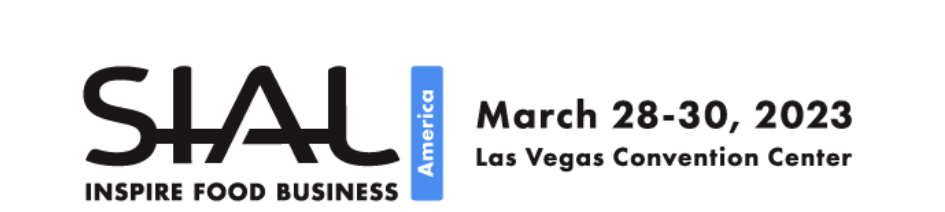 SIAL
INSPIRE FOOD BUSINESS
America
March 28-30, 2023
Las Vegas Convention Center